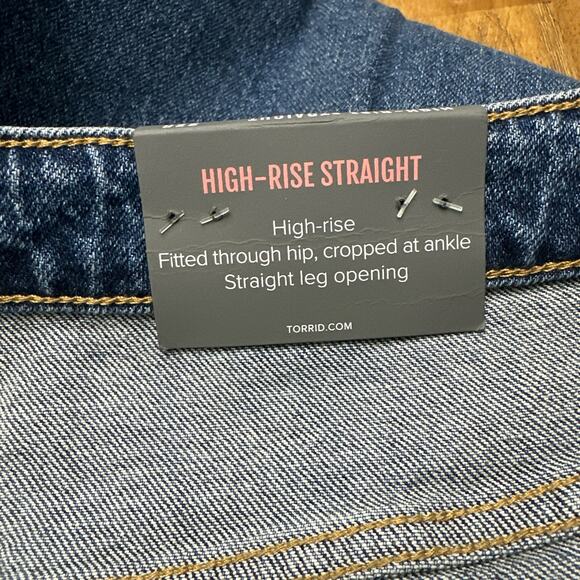 HIGH-RISE STRAIGHT
High-rise
Fitted through hip, cropped at ankle
Straight leg opening
TORRID.COM